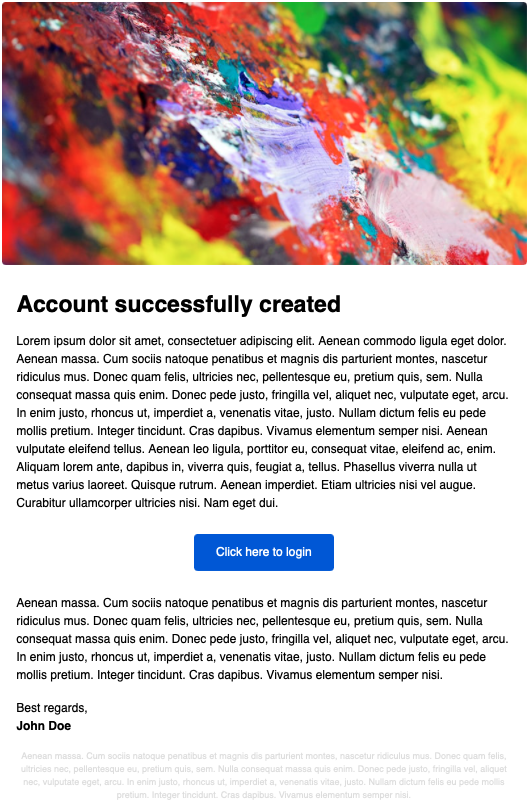 Account successfully created
Lorem ipsum dolor sit amet, consectetuer adipiscing elit. Aenean commodo ligula eget dolor.
Aenean massa. Cum sociis natoque penatibus et magnis dis parturient montes, nascetur
ridiculus mus. Donec quam felis, ultricies nec, pellentesque eu, pretium quis, sem. Nulla
consequat massa quis enim. Donec pede justo, fringilla vel, aliquet nec, vulputate eget, arcu.
In enim justo, rhoncus ut, imperdiet a, venenatis vitae, justo. Nullam dictum felis eu pede
mollis pretium. Integer tincidunt. Cras dapibus. Vivamus elementum semper nisi. Aenean
vulputate eleifend tellus. Aenean leo ligula, porttitor eu, consequat vitae, eleifend ac, enim.
Aliquam lorem ante, dapibus in, viverra quis, feugiat a, tellus. Phasellus viverra nulla ut
metus varius laoreet. Quisque rutrum. Aenean imperdiet. Etiam ultricies nisi vel augue.
Curabitur ullamcorper ultricies nisi. Nam eget dui.
Click here to login
Aenean massa. Cum sociis natoque penatibus et magnis dis parturient montes, nascetur
ridiculus mus. Donec quam felis, ultricies nec, pellentesque eu, pretium quis, sem. Nulla
consequat massa quis enim. Donec pede justo, fringilla vel, aliquet nec, vulputate eget, arcu.
In enim justo, rhoncus ut, imperdiet a, venenatis vitae, justo. Nullam dictum felis eu pede
mollis pretium. Integer tincidunt. Cras dapibus. Vivamus elementum semper nisi.
Best regards,
John Doe
Aenean massa. Cum sociis natoque penatibus et magnis dis parturient montes, nascetur ridiculus mus. Donec quam felis,
ultricies nec, pellentesque eu, pretium quis, sem. Nulla consequat massa quis enim. Donec pede justo, fringilla vel, aliquet
nec, vulputate eget, arcu. In enim justo, rhoncus ut, imperdiet a, venenatis vitae, justo. Nullam dictum felis eu pede mollis
pretium. Integer tincidunt. Cras dapibus. Vivamus elementum semper nisi.